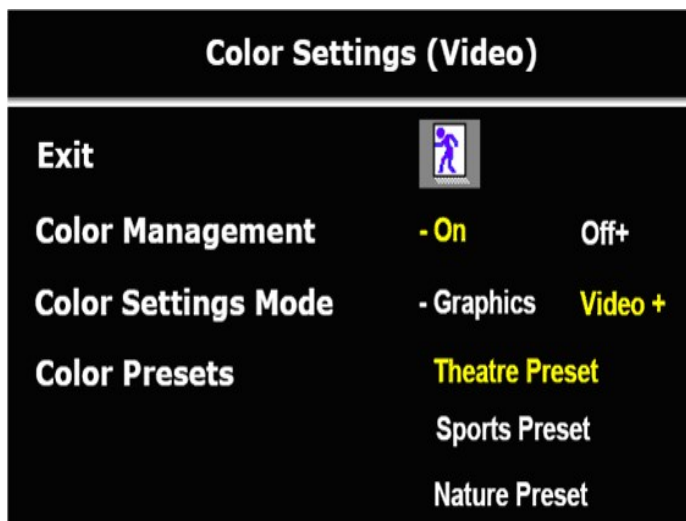 Color Settings (Video)
Exit
Color Management - On Off+
Color Settings Mode - Graphics Video +
Color Presets Theatre Preset
Sports Preset
Nature Preset